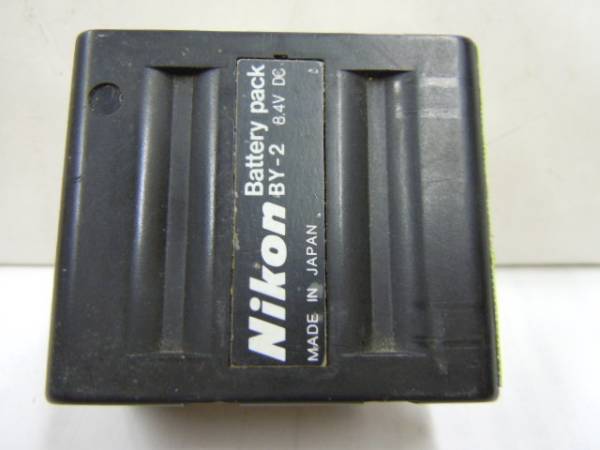 Nikon Battery pack
BY-2 8.4V DC
MADE IN JAPAN